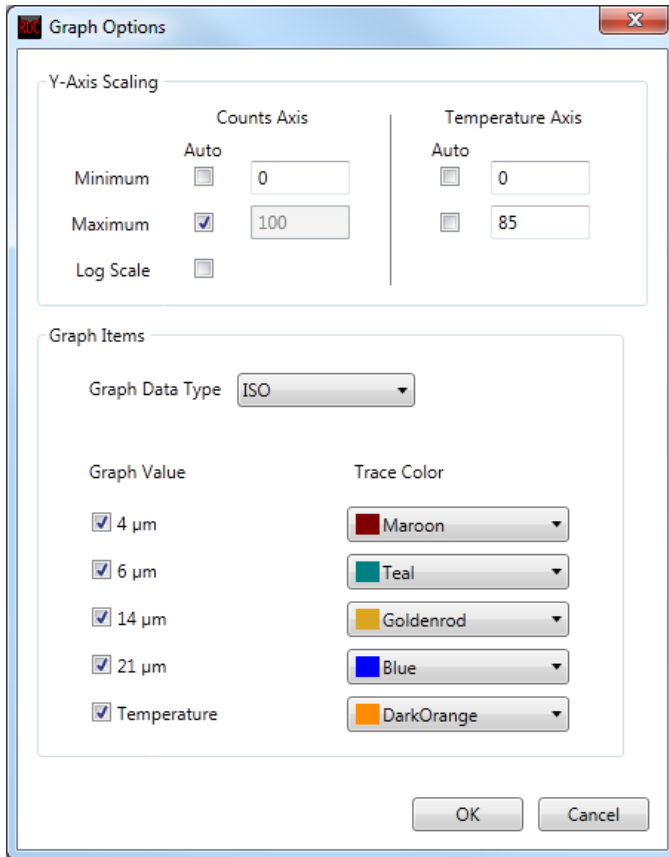 ROC Graph Options
Y-Axis Scaling
Counts Axis Temperature Axis
Auto Auto
Minimum 0 0
Maximum 100 85
Log Scale
Graph Items
Graph Data Type ISO
Graph Value Trace Color
4 µm Maroon
6 µm Teal
14 µm Goldenrod
21 µm Blue
Temperature DarkOrange
OK Cancel